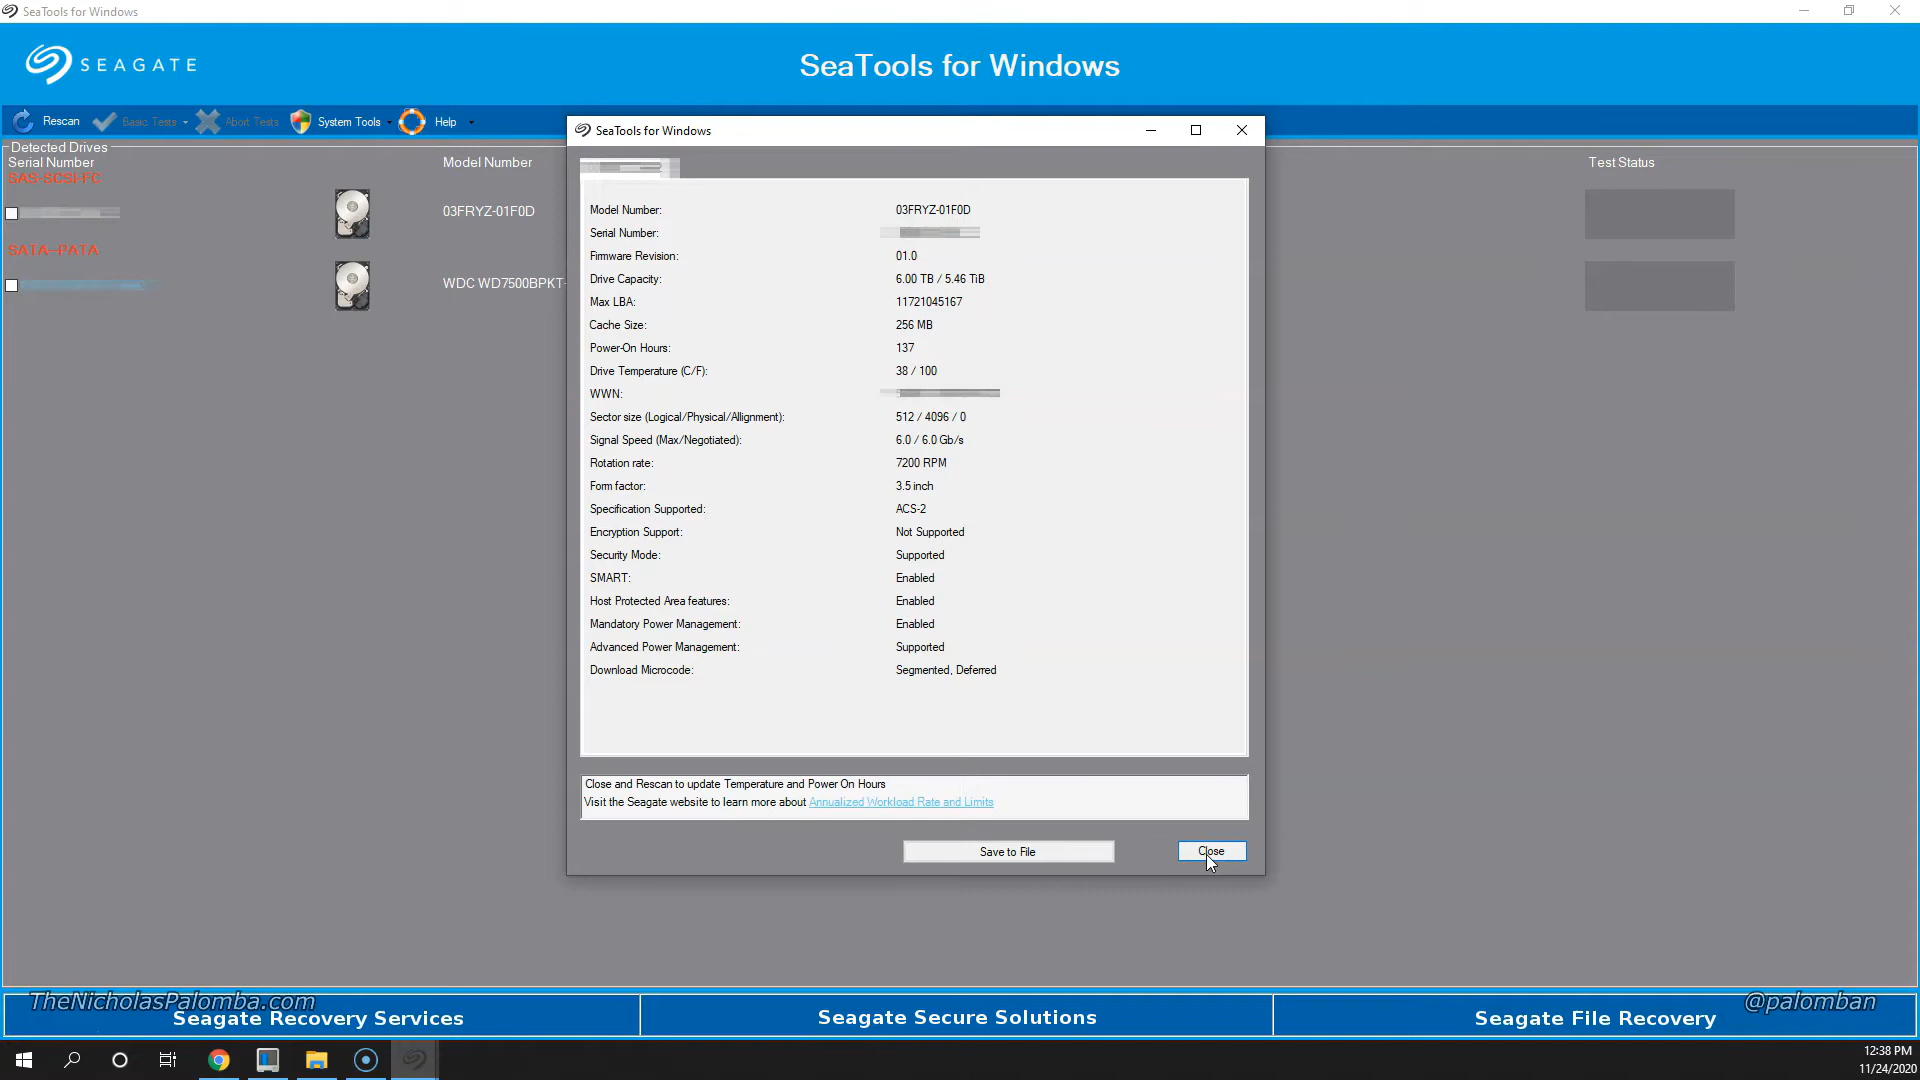 SeaTools for Windows
SEAGATE
SeaTools for Windows
Rescan
Basic Tests
Abort Tests
System Tools
Help
Detected Drives
Serial Number
Model Number
Test Status
SAS-SCSI-FC
03FRYZ-01F0D
SATA--PATA
WDC WD7500BPKT-
SeaTools for Windows
Model Number: 03FRYZ-01F0D
Serial Number:
Firmware Revision: 01.0
Drive Capacity: 6.00 TB / 5.46 TiB
Max LBA: 11721045167
Cache Size: 256 MB
Power-On Hours: 137
Drive Temperature (C/F): 38 / 100
WWN:
Sector size (Logical/Physical/Allignment): 512 / 4096 / 0
Signal Speed (Max/Negotiated): 6.0 / 6.0 Gb/s
Rotation rate: 7200 RPM
Form factor: 3.5 inch
Specification Supported: ACS-2
Encryption Support: Not Supported
Security Mode: Supported
SMART: Enabled
Host Protected Area features: Enabled
Mandatory Power Management: Enabled
Advanced Power Management: Supported
Download Microcode: Segmented, Deferred
Close and Rescan to update Temperature and Power On Hours
Visit the Seagate website to learn more about Annualized Workload Rate and Limits
Save to File
Close
TheNicholasPalomba.com
@palomban
Seagate Recovery Services
Seagate Secure Solutions
Seagate File Recovery
12:38 PM
11/24/2020